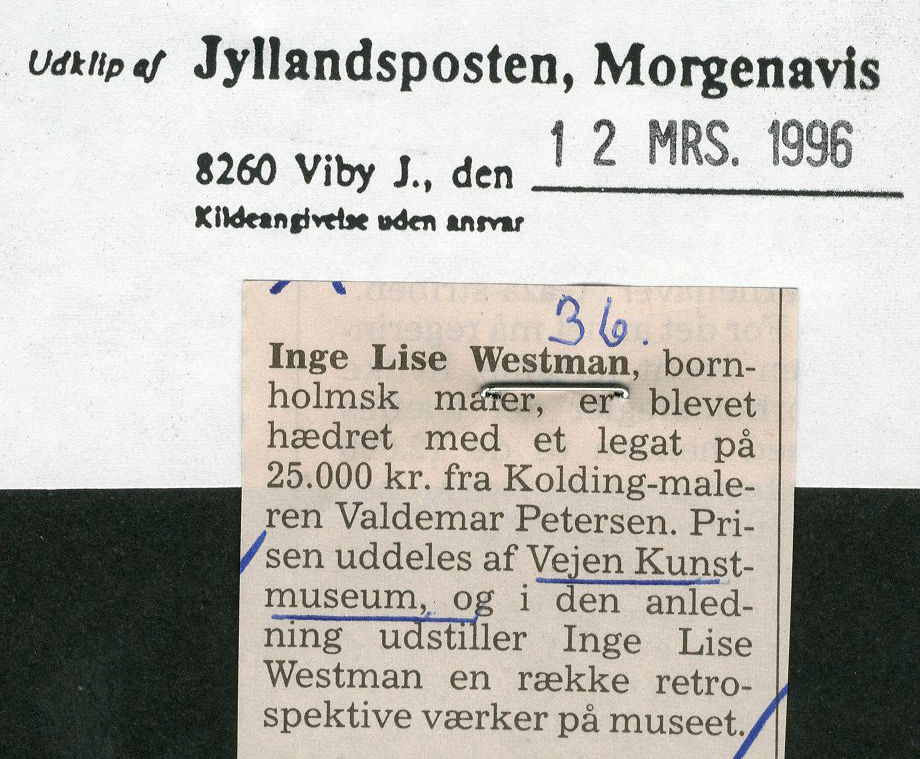 Udklip af Jyllandsposten, Morgenavis
12 MRS. 1996
8260 Viby J., den
Kildeangivelse uden ansvar
36.
Inge Lise Westman, born-
holmsk maler, er blevet
hædret med et legat på
25.000 kr. fra Kolding-male-
ren Valdemar Petersen. Pri-
sen uddeles af Vejen Kunst-
museum, og i den anled-
ning udstiller Inge Lise
Westman en række retro-
spektive værker på museet.